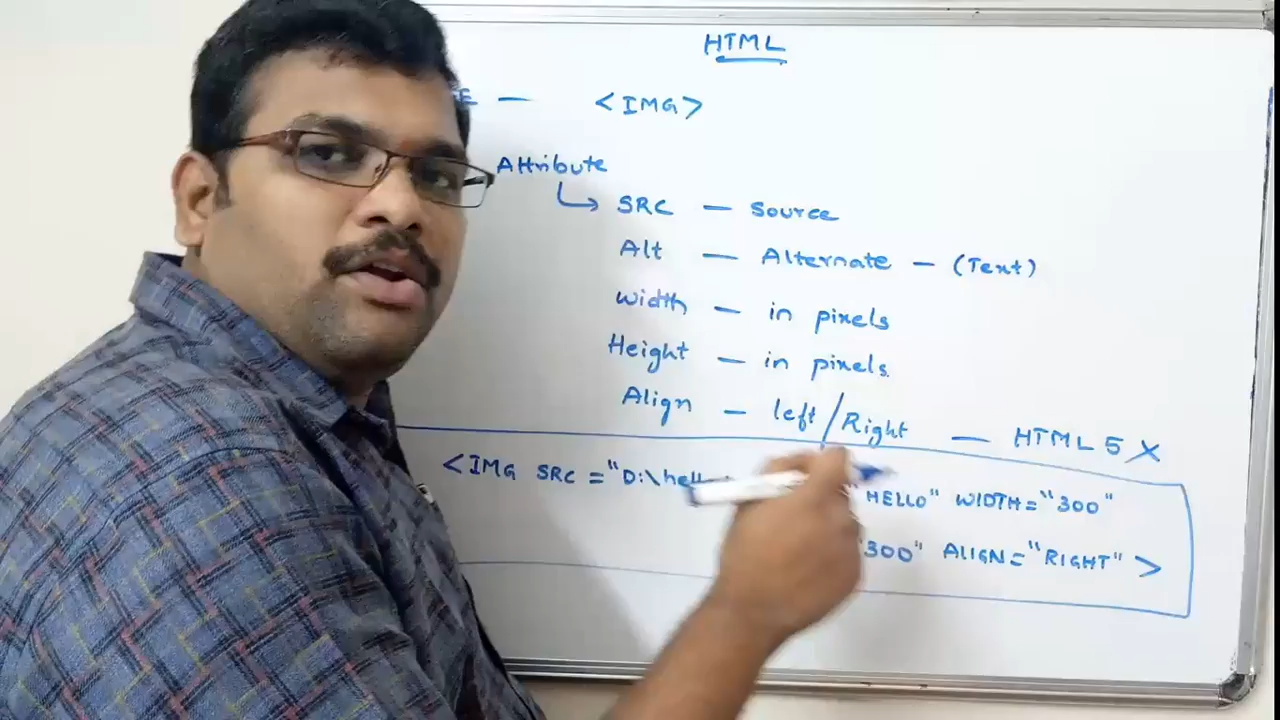 HTML
— <IMG>
Attribute
SRC — Source
Alt — Alternate — (Text)
Width — in pixels
Height — in pixels.
Align — left/Right — HTML 5 X
<IMG SRC = "D:\hell "HELLO" WIDTH="300"
"300" ALIGN="RIGHT" >